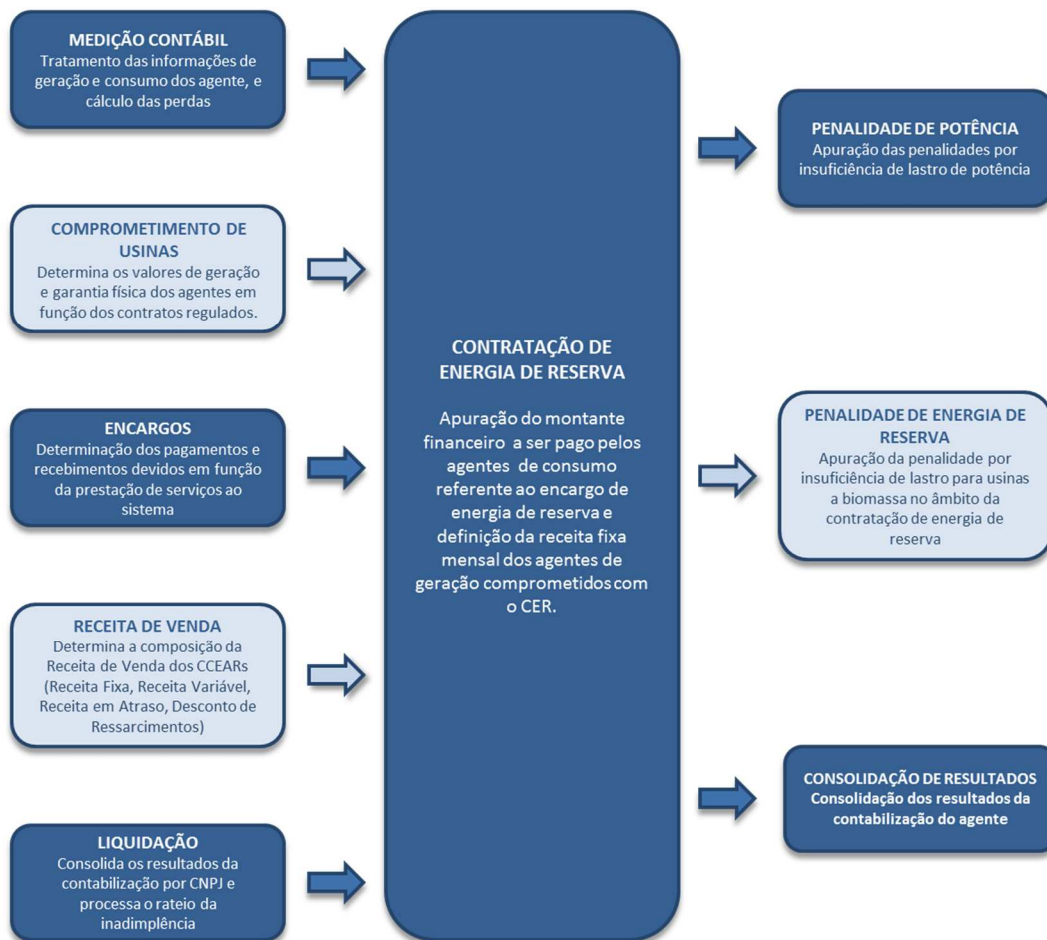 MEDIÇÃO CONTÁBIL
Tratamento das informações de
geração e consumo dos agente, e
cálculo das perdas
COMPROMETIMENTO DE
USINAS
Determina os valores de geração
e garantia física dos agentes em
função dos contratos regulados.
ENCARGOS
Determinação dos pagamentos e
recebimentos devidos em função
da prestação de serviços ao
sistema
RECEITA DE VENDA
Determina a composição da
Receita de Venda dos CCEARs
(Receita Fixa, Receita Variável,
Receita em Atraso, Desconto de
Ressarcimentos)
LIQUIDAÇÃO
Consolida os resultados da
contabilização por CNPJ e
processa o rateio da
inadimplência
CONTRATAÇÃO DE
ENERGIA DE RESERVA
Apuração do montante
financeiro a ser pago pelos
agentes de consumo
referente ao encargo de
energia de reserva e
definição da receita fixa
mensal dos agentes de
geração comprometidos com
o CER.
PENALIDADE DE POTÊNCIA
Apuração das penalidades por
insuficiência de lastro de potência
PENALIDADE DE ENERGIA DE
RESERVA
Apuração da penalidade por
insuficiência de lastro para usinas
a biomassa no âmbito da
contratação de energia de
reserva
CONSOLIDAÇÃO DE RESULTADOS
Consolidação dos resultados da
contabilização do agente